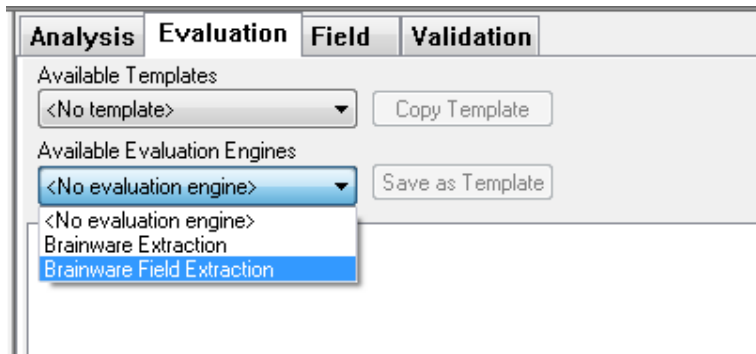 Analysis Evaluation Field Validation
Available Templates
<No template> Copy Template
Available Evaluation Engines
<No evaluation engine> Save as Template
<No evaluation engine>
Brainware Extraction
Brainware Field Extraction